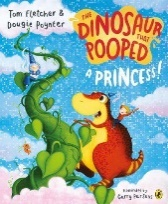 TOM FLETCHER &
DOUGIE POYNTER
THE
DINOSAUR
THAT
POOPED
A PRINCESS!
Illustrated by
Garry Parsons